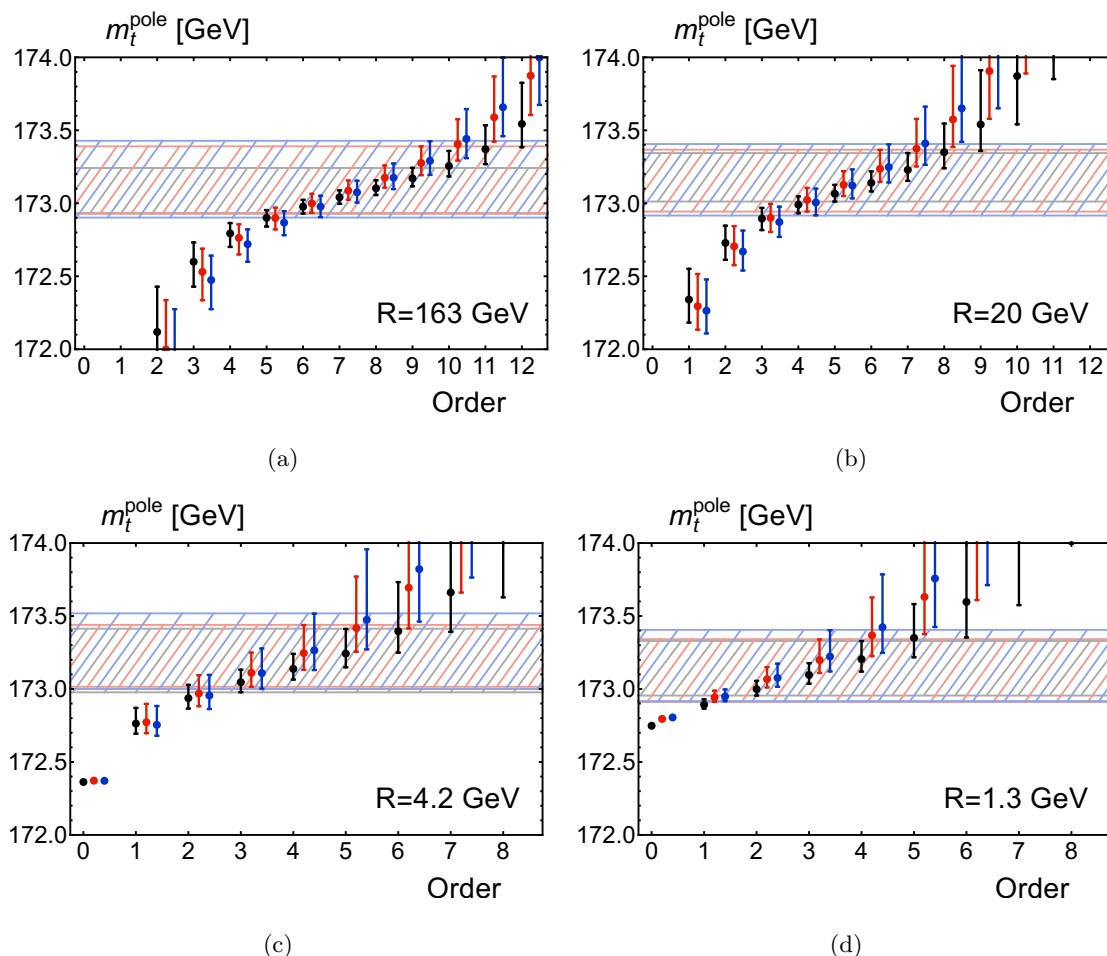 m_t^pole [GeV]
174.0
173.5
173.0
172.5
172.0
R=163 GeV
0 1 2 3 4 5 6 7 8 9 10 11 12
Order
(a)
m_t^pole [GeV]
174.0
173.5
173.0
172.5
172.0
R=20 GeV
0 1 2 3 4 5 6 7 8 9 10 11 12
Order
(b)
m_t^pole [GeV]
174.0
173.5
173.0
172.5
172.0
R=4.2 GeV
0 1 2 3 4 5 6 7 8
Order
(c)
m_t^pole [GeV]
174.0
173.5
173.0
172.5
172.0
R=1.3 GeV
0 1 2 3 4 5 6 7 8
Order
(d)